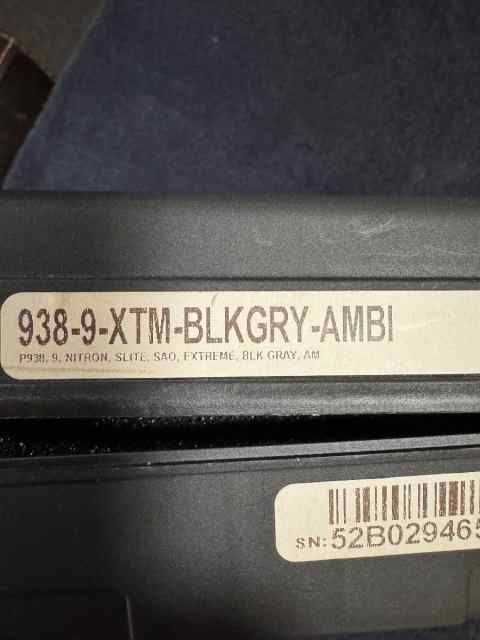 938-9-XTM-BLKGRY-AMBI
P938, 9, NITRON, SLITE, SAO, EXTREME, BLK GRAY, AM
SN: 52B029465